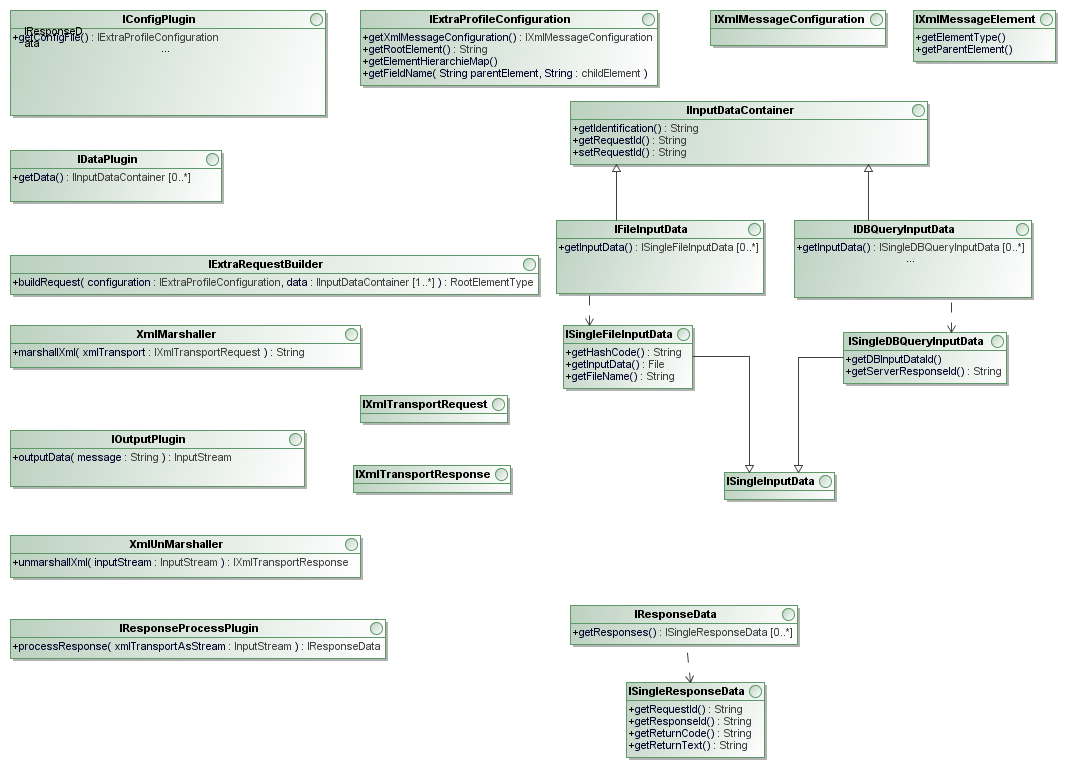 IConfigPlugin
IResponseD
ata
+getConfigFile() : IExtraProfileConfiguration
...
IExtraProfileConfiguration
+getXmlMessageConfiguration() : IXmlMessageConfiguration
+getRootElement() : String
+getElementHierarchieMap()
+getFieldName( String parentElement, String : childElement )
IXmlMessageConfiguration
IXmlMessageElement
+getElementType()
+getParentElement()
IInputDataContainer
+getIdentification() : String
+getRequestId() : String
+setRequestId() : String
IDataPlugin
+getData() : IInputDataContainer [0..*]
IFileInputData
+getInputData() : ISingleFileInputData [0..*]
IDBQueryInputData
+getInputData() : ISingleDBQueryInputData [0..*]
...
IExtraRequestBuilder
+buildRequest( configuration : IExtraProfileConfiguration, data : IInputDataContainer [1..*] ) : RootElementType
XmlMarshaller
+marshallXml( xmlTransport : IXmlTransportRequest ) : String
ISingleFileInputData
+getHashCode() : String
+getInputData() : File
+getFileName() : String
ISingleDBQueryInputData
+getDBInputDataId()
+getServerResponseId() : String
IXmlTransportRequest
IOutputPlugin
+outputData( message : String ) : InputStream
IXmlTransportResponse
ISingleInputData
XmlUnMarshaller
+unmarshallXml( inputStream : InputStream ) : IXmlTransportResponse
IResponseProcessPlugin
+processResponse( xmlTransportAsStream : InputStream ) : IResponseData
IResponseData
+getResponses() : ISingleResponseData [0..*]
ISingleResponseData
+getRequestId() : String
+getResponseId() : String
+getReturnCode() : String
+getReturnText() : String